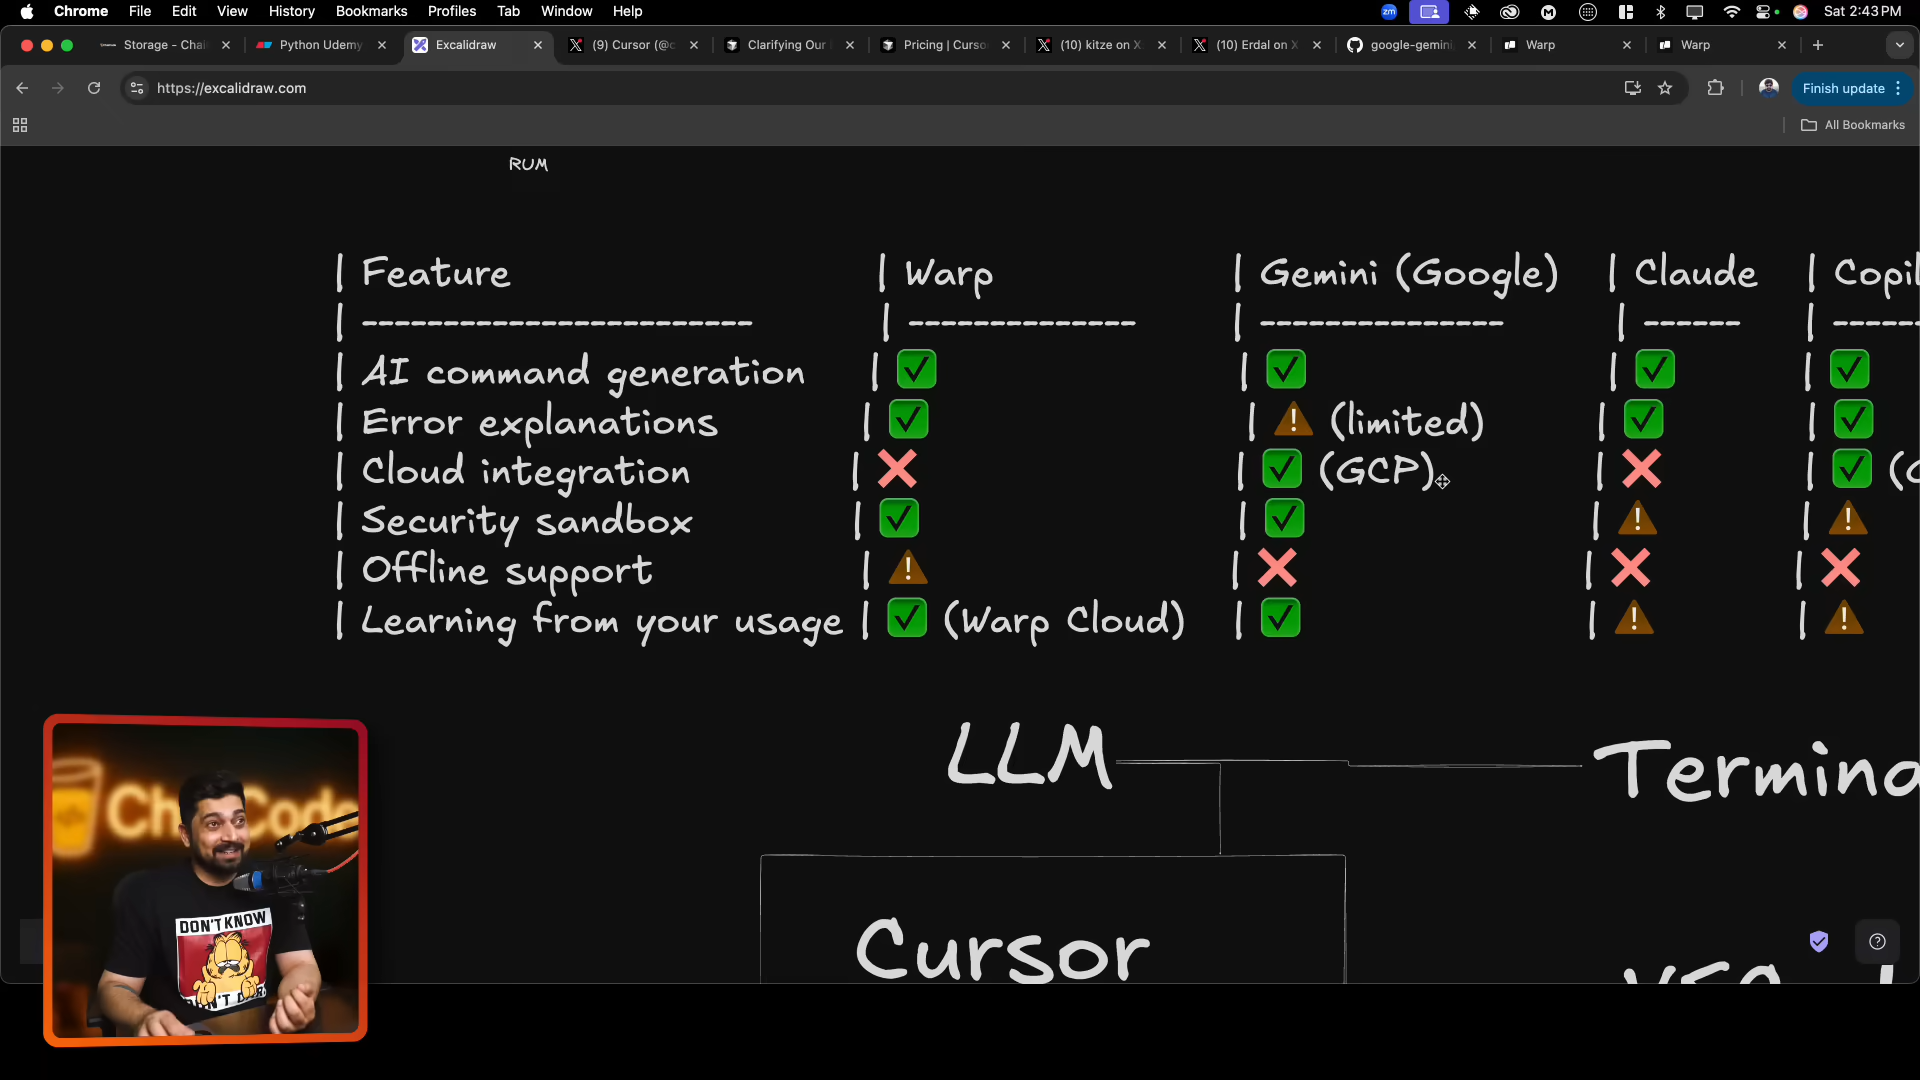 Chrome File Edit View History Bookmarks Profiles Tab Window Help
zm Sat 2:43 PM
Storage - Chai Python Udemy Excalidraw (9) Cursor (@c Clarifying Our Pricing | Curso (10) kitze on X (10) Erdal on X google-gemini Warp Warp
https://excalidraw.com
Finish update
All Bookmarks
RUM
| Feature | Warp | Gemini (Google) | Claude | Copil
| ------------------------ | -------------- | --------------- | ------ | -----
| AI command generation | ✅ | ✅ | ✅ | ✅
| Error explanations | ✅ | ⚠️ (limited) | ✅ | ✅
| Cloud integration | ❌ | ✅ (GCP) | ❌ | ✅ (
| Security sandbox | ✅ | ✅ | ⚠️ | ⚠️
| Offline support | ⚠️ | ❌ | ❌ | ❌
| Learning from your usage | ✅ (Warp Cloud) | ✅ | ⚠️ | ⚠️
LLM
Termina
Cursor
DON'T KNOW